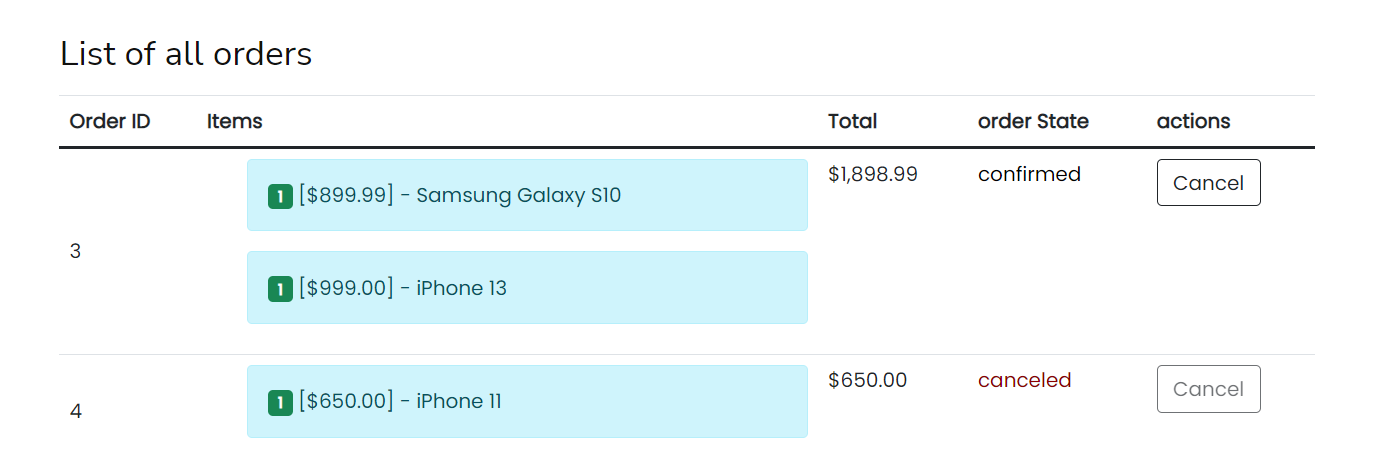 List of all orders
Order ID Items Total order State actions
1 [$899.99] - Samsung Galaxy S10 $1,898.99 confirmed Cancel
3
1 [$999.00] - iPhone 13
1 [$650.00] - iPhone 11 $650.00 canceled Cancel
4